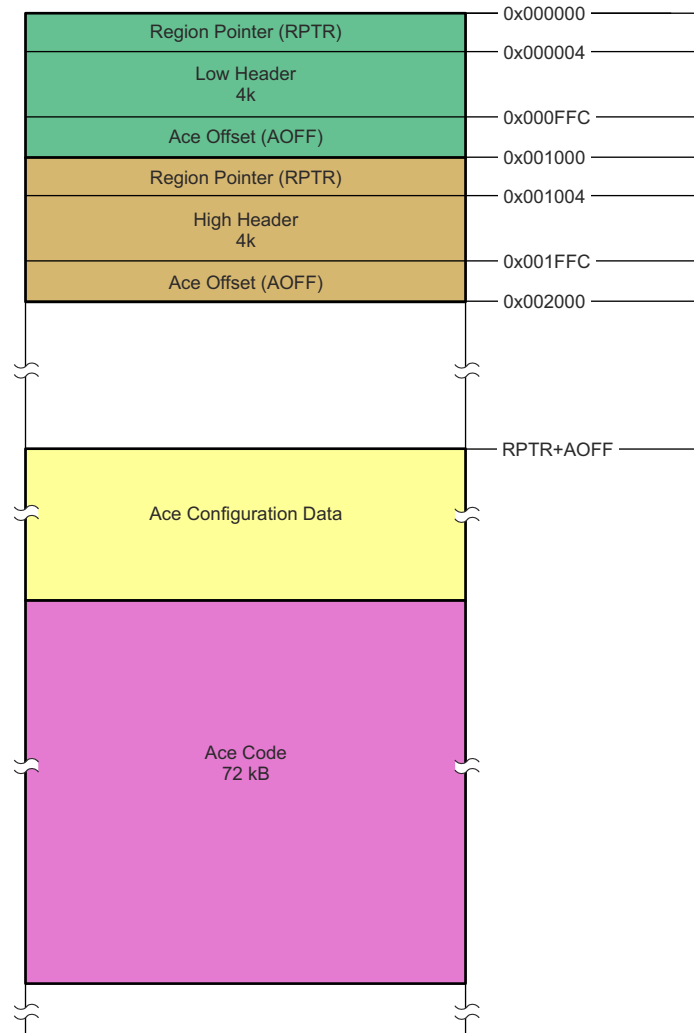 0x000000
Region Pointer (RPTR)
0x000004
Low Header
4k
0x000FFC
Ace Offset (AOFF)
0x001000
Region Pointer (RPTR)
0x001004
High Header
4k
0x001FFC
Ace Offset (AOFF)
0x002000
RPTR+AOFF
Ace Configuration Data
Ace Code
72 kB